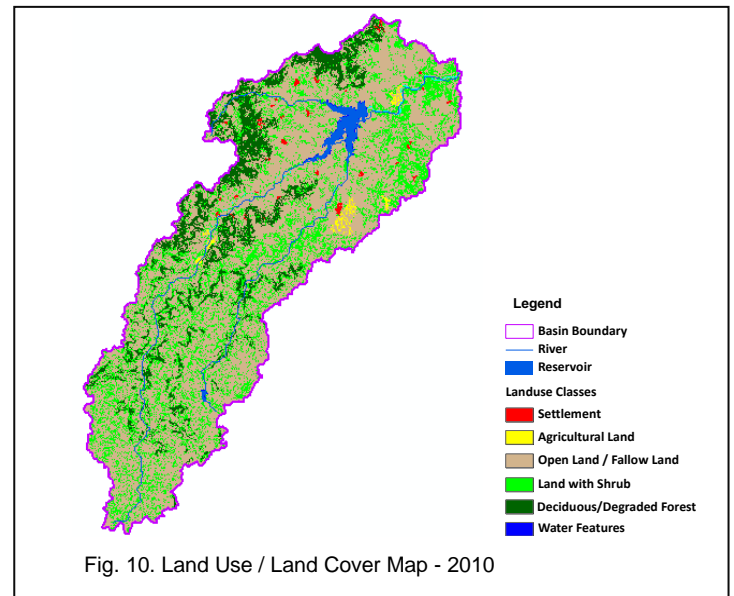 Legend
Basin Boundary
River
Reservoir
Landuse Classes
Settlement
Agricultural Land
Open Land / Fallow Land
Land with Shrub
Deciduous/Degraded Forest
Water Features
Fig. 10. Land Use / Land Cover Map - 2010